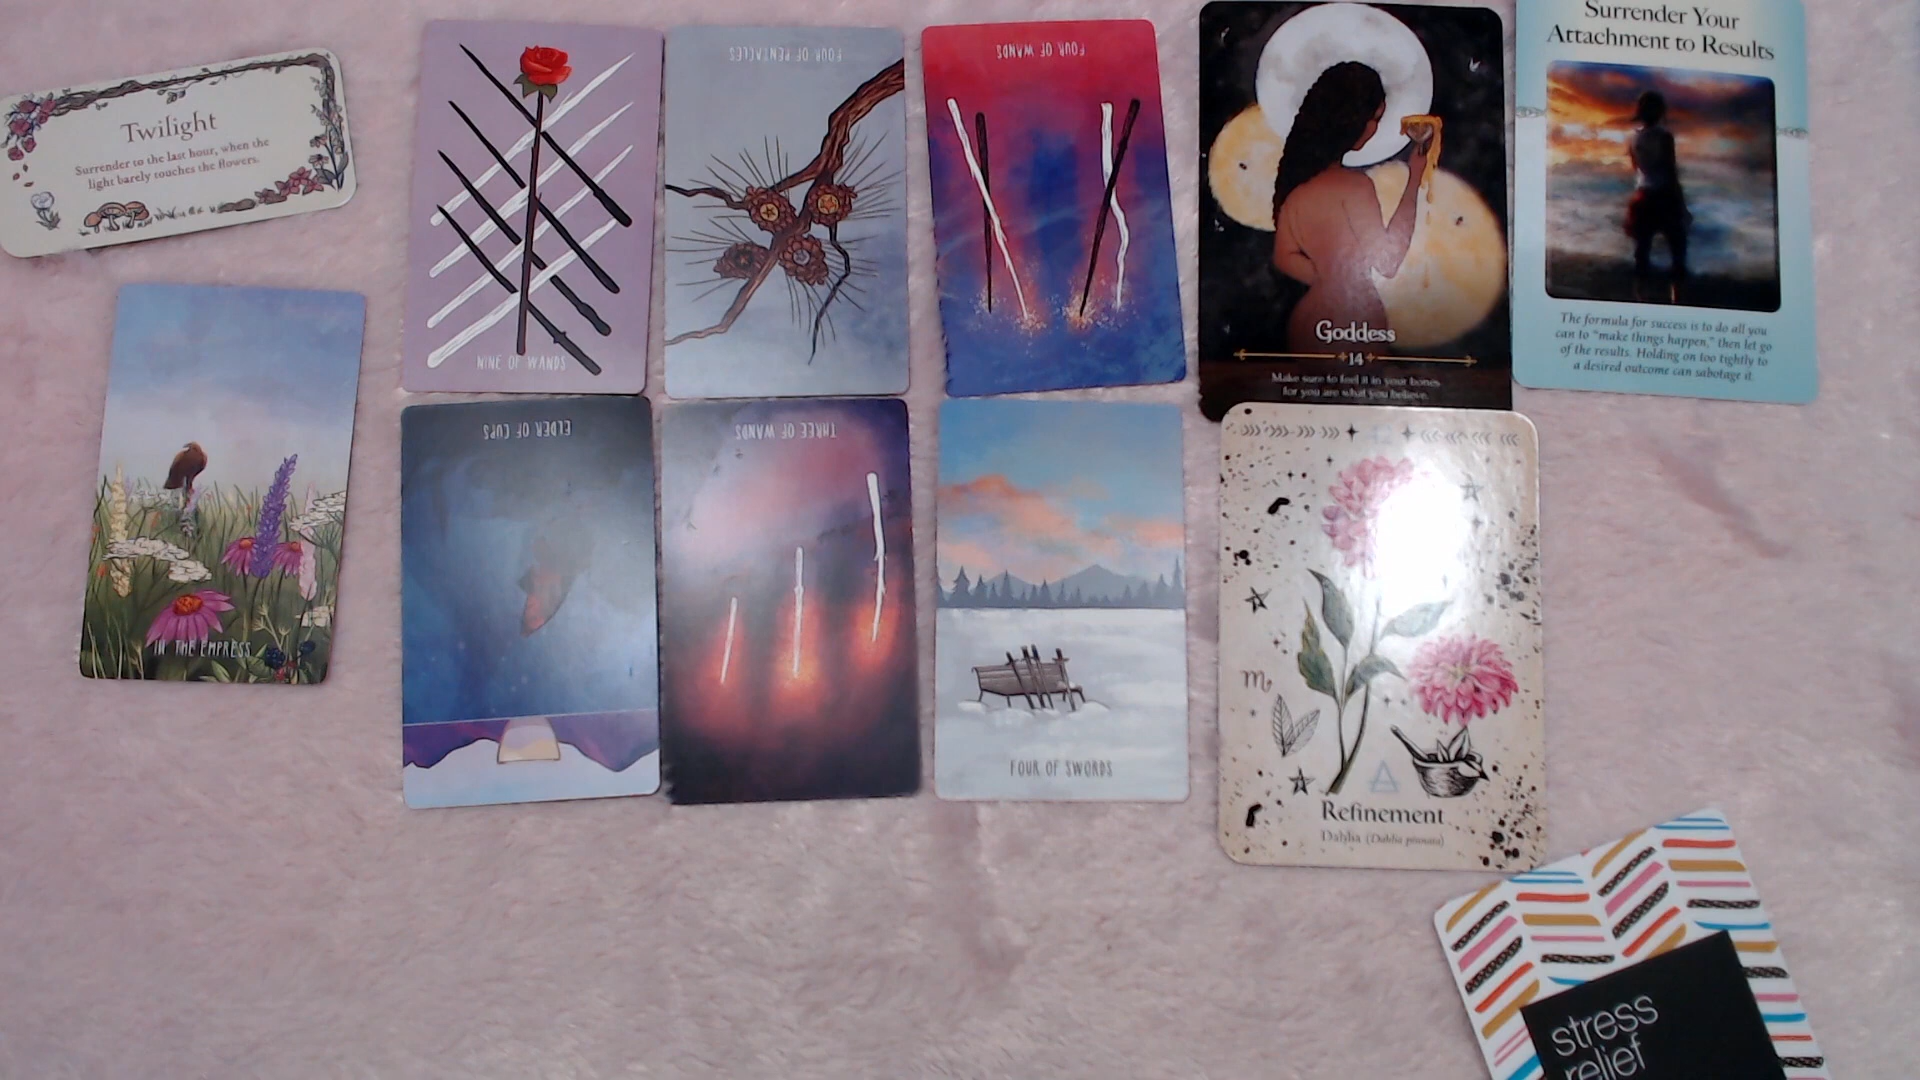 Twilight
Surrender to the last hour, when the
light barely touches the flowers.
IN THE EMPRESS
NINE OF WANDS
FOUR OF PENTACLES
FOUR OF WANDS
Goddess
14
Make sure to feel it in your bones
for you are what you believe.
Surrender Your
Attachment to Results
The formula for success is to do all you
can to "make things happen," then let go
of the results. Holding on too tightly to
a desired outcome can sabotage it.
ELDER OF CUPS
THREE OF WANDS
FOUR OF SWORDS
Refinement
Dahlia (Dahlia pinnata)
stress
relief